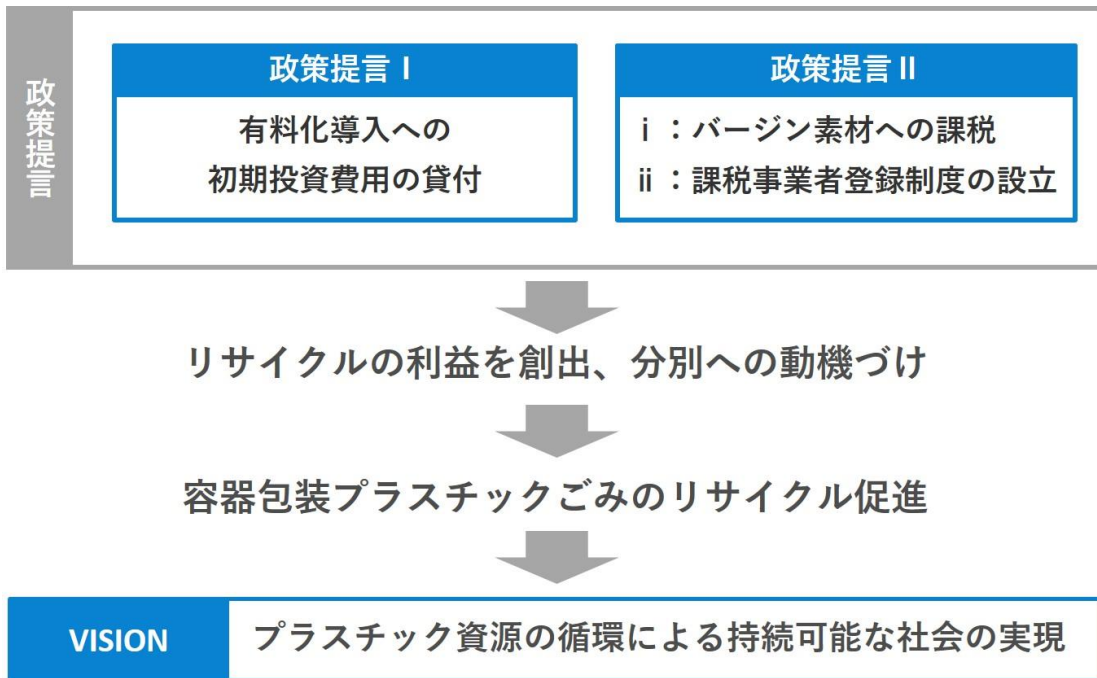 政策提言
政策提言Ⅰ
有料化導入への
初期投資費用の貸付
政策提言Ⅱ
ⅰ：バージン素材への課税
ⅱ：課税事業者登録制度の設立
リサイクルの利益を創出、分別への動機づけ
容器包装プラスチックごみのリサイクル促進
VISION
プラスチック資源の循環による持続可能な社会の実現